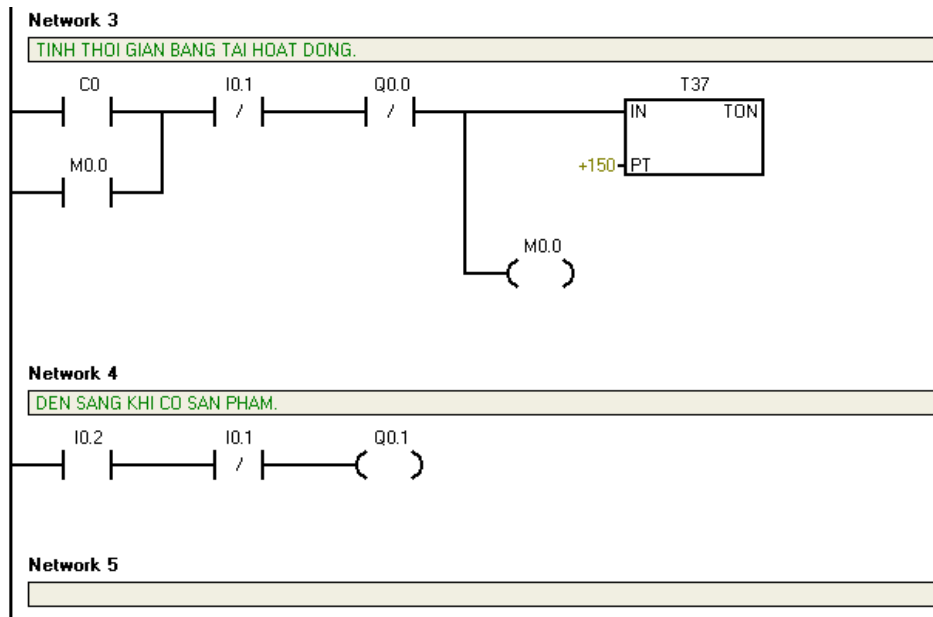 Network 3
TINH THOI GIAN BANG TAI HOAT DONG.
C0 I0.1 Q0.0 T37
IN TON
M0.0 +150 PT
M0.0
Network 4
DEN SANG KHI CO SAN PHAM.
I0.2 I0.1 Q0.1
Network 5